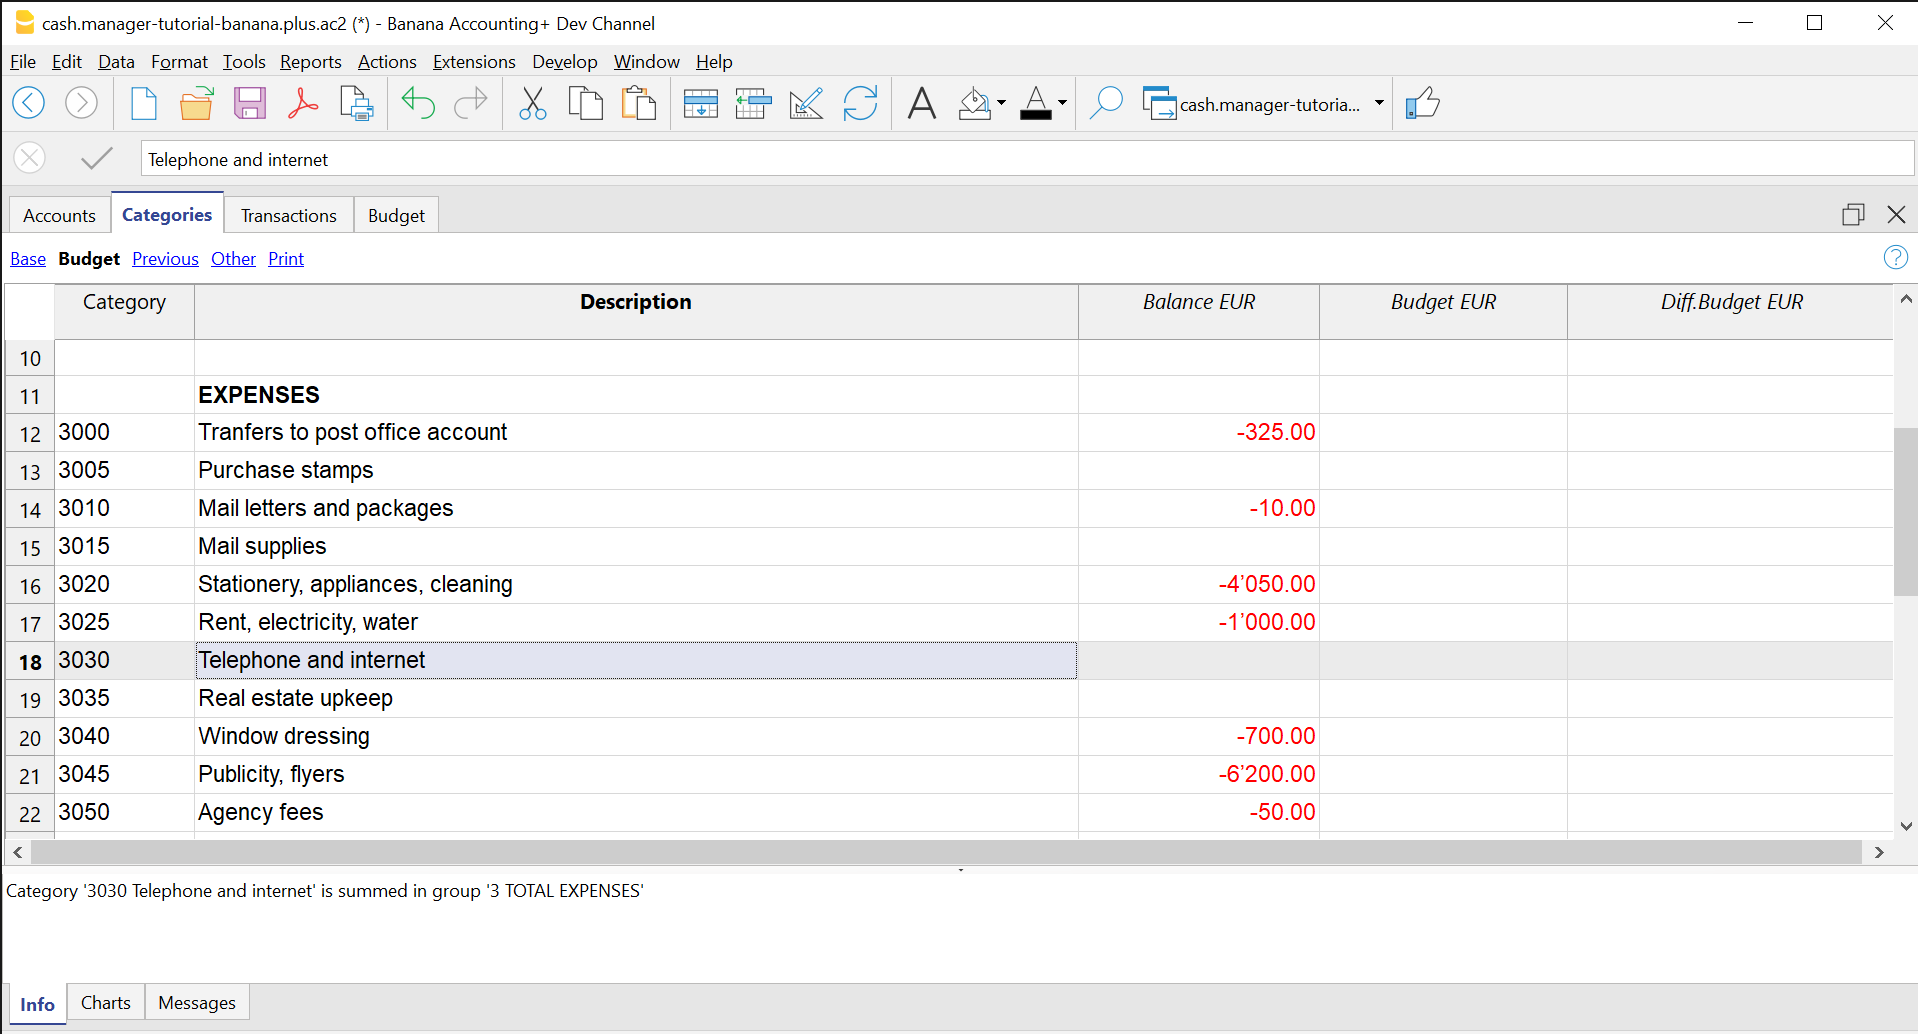 cash.manager-tutorial-banana.plus.ac2 (*) - Banana Accounting+ Dev Channel
File Edit Data Format Tools Reports Actions Extensions Develop Window Help
cash.manager-tutoria...
Telephone and internet
Accounts Categories Transactions Budget
Base Budget Previous Other Print
Category Description Balance EUR Budget EUR Diff.Budget EUR
10
11 EXPENSES
12 3000 Tranfers to post office account -325.00
13 3005 Purchase stamps
14 3010 Mail letters and packages -10.00
15 3015 Mail supplies
16 3020 Stationery, appliances, cleaning -4’050.00
17 3025 Rent, electricity, water -1’000.00
18 3030 Telephone and internet
19 3035 Real estate upkeep
20 3040 Window dressing -700.00
21 3045 Publicity, flyers -6’200.00
22 3050 Agency fees -50.00
Category '3030 Telephone and internet' is summed in group '3 TOTAL EXPENSES'
Info Charts Messages